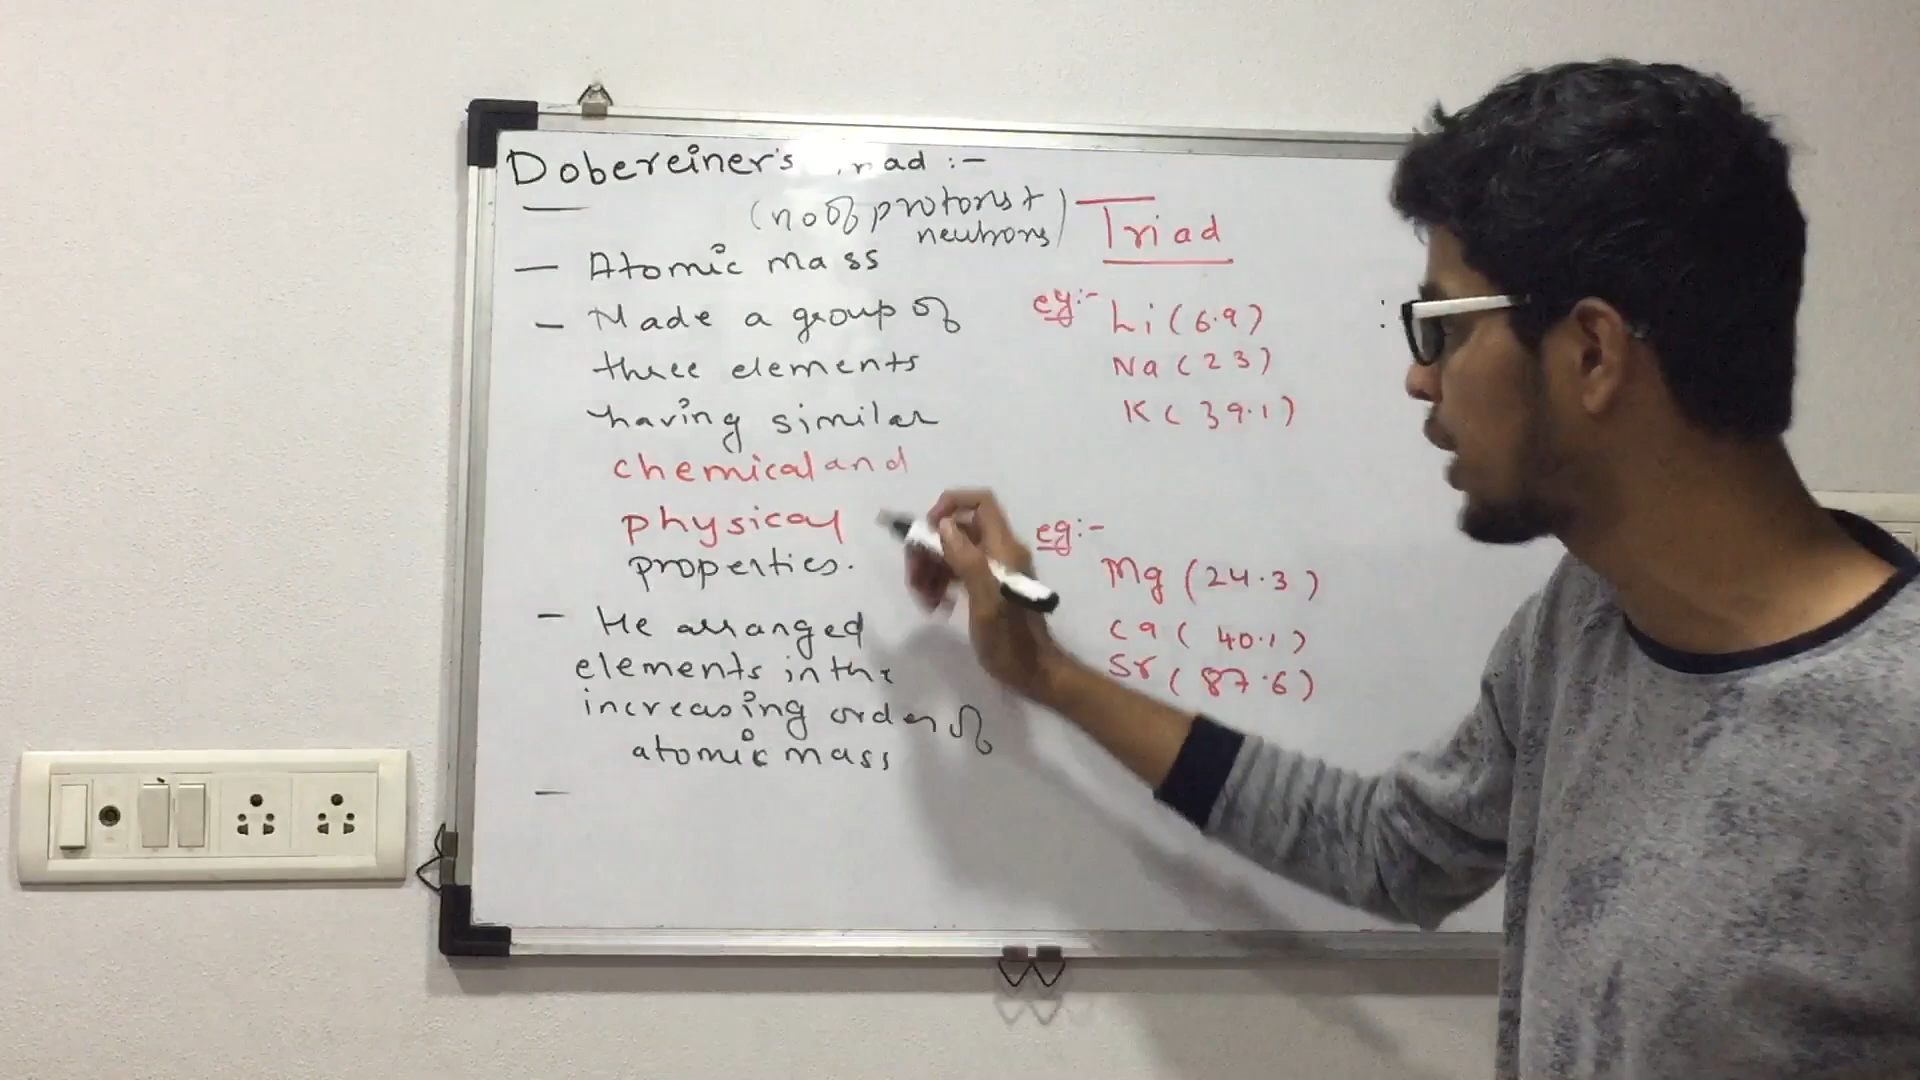 Dobereiner's riad :-
(no of protons +
neutrons)
Triad
- Atomic mass
- Made a group of
three elements
having similar
chemical and
physical
properties.
- He arranged
elements in the
increasing order of
atomic mass
-
eg:- Li (6.9)
Na (23)
K (39.1)
eg:-
Mg (24.3)
Ca (40.1)
Sr (87.6)